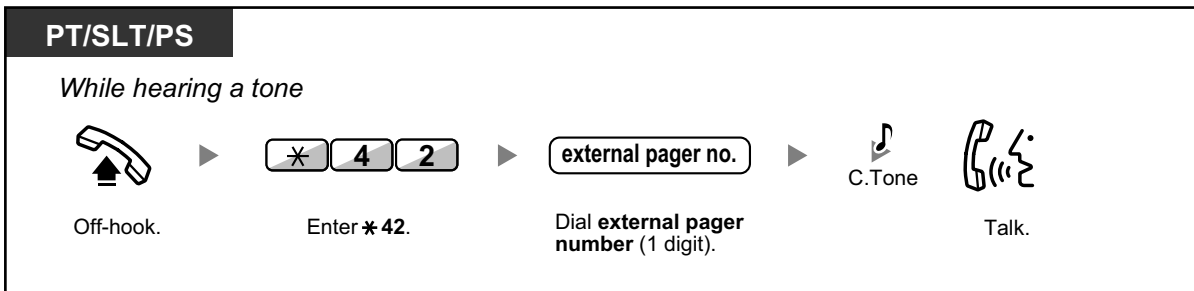 PT/SLT/PS
While hearing a tone
✳ 4 2
external pager no.
C.Tone
Off-hook.
Enter ✳ 42.
Dial external pager
number (1 digit).
Talk.